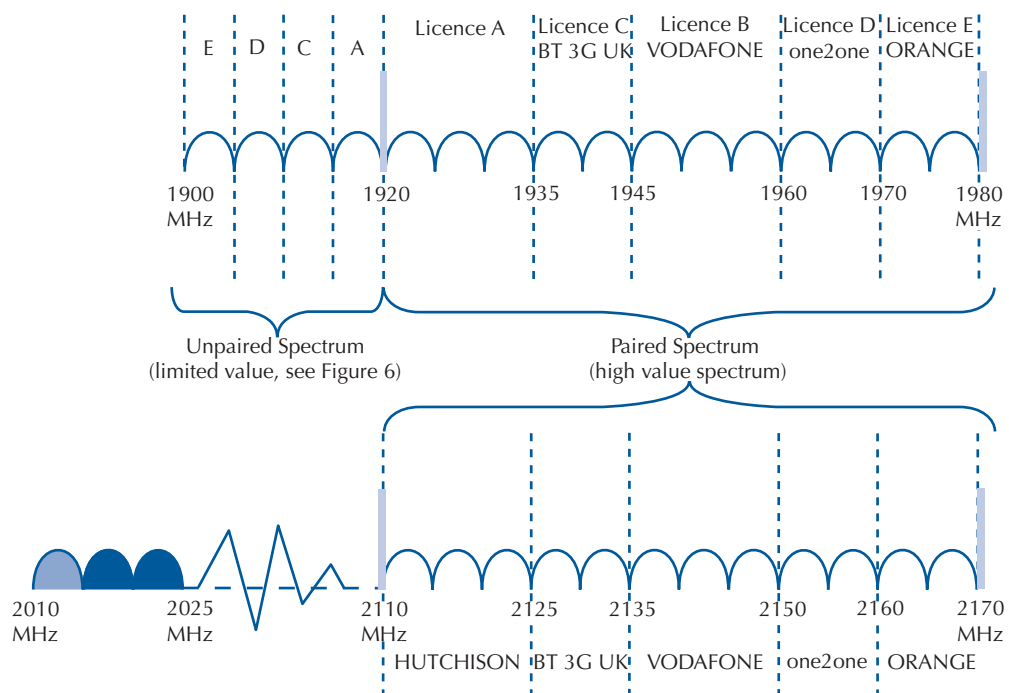 E D C A
Licence A
Licence C
BT 3G UK
Licence B
VODAFONE
Licence D
one2one
Licence E
ORANGE
1900
MHz
1920
1935
1945
1960
1970
1980
MHz
Unpaired Spectrum
(limited value, see Figure 6)
Paired Spectrum
(high value spectrum)
2010
MHz
2025
MHz
2110
MHz
2125
2135
2150
2160
2170
MHz
HUTCHISON
BT 3G UK
VODAFONE
one2one
ORANGE